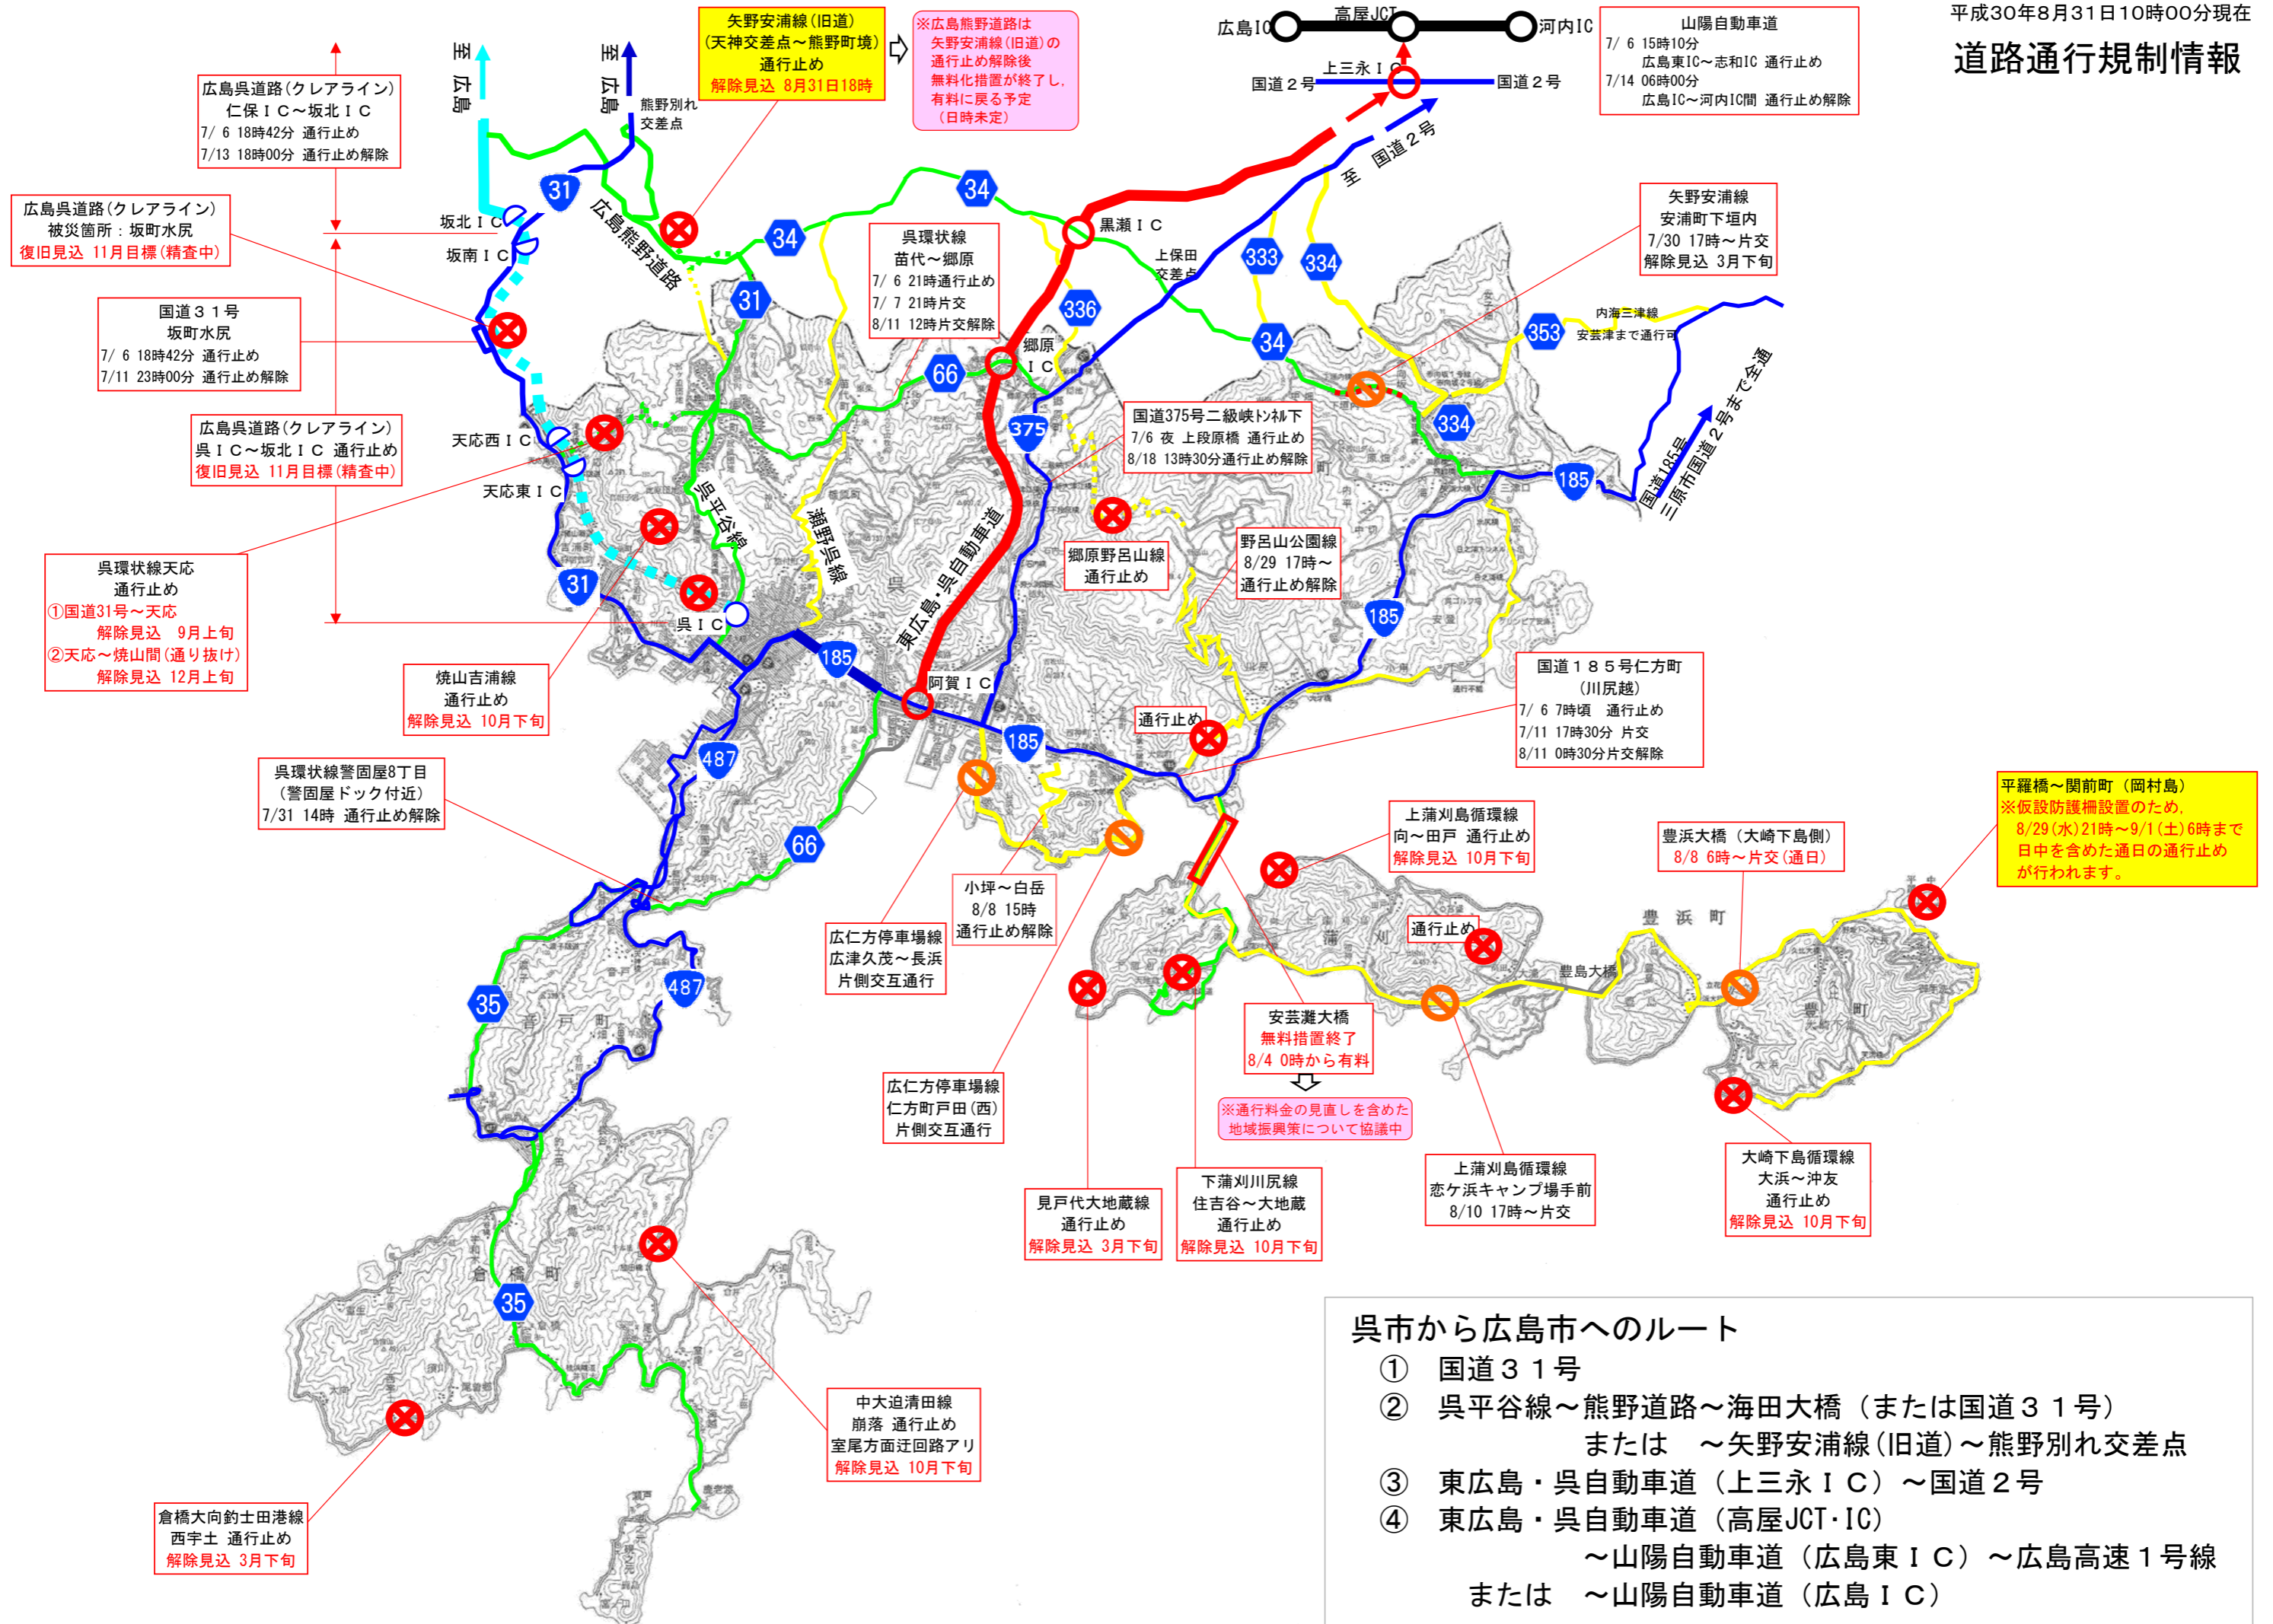 平成30年8月31日10時00分現在
道路通行規制情報
矢野安浦線(旧道)
(天神交差点～熊野町境)
通行止め
解除見込 8月31日18時
※広島熊野道路は
矢野安浦線(旧道)の
通行止め解除後
無料化措置が終了し,
有料に戻る予定
(日時未定)
広島IC
高屋JCT
河内IC
国道２号
上三永ＩＣ
国道２号
山陽自動車道
7/ 6 15時10分
広島東IC～志和IC 通行止め
7/14 06時00分
広島IC～河内IC間 通行止め解除
至 広島
至 広島
熊野別れ
交差点
至 国道２号
広島呉道路(クレアライン)
仁保ＩＣ～坂北ＩＣ
7/ 6 18時42分 通行止め
7/13 18時00分 通行止め解除
広島呉道路(クレアライン)
被災箇所：坂町水尻
復旧見込 11月目標(精査中)
坂北ＩＣ
坂南ＩＣ
31
広島熊野道路
34
34
31
国道３１号
坂町水尻
7/ 6 18時42分 通行止め
7/11 23時00分 通行止め解除
呉環状線
苗代～郷原
7/ 6 21時通行止め
7/ 7 21時片交
8/11 12時片交解除
黒瀬ＩＣ
上保田
交差点
333
334
336
34
矢野安浦線
安浦町下垣内
7/30 17時～片交
解除見込 3月下旬
353
内海三津線
安芸津まで通行可
郷原
ＩＣ
66
375
334
185
国道185号
三原市国道２号まで全通
広島呉道路(クレアライン)
呉ＩＣ～坂北ＩＣ 通行止め
復旧見込 11月目標(精査中)
天応西ＩＣ
天応東ＩＣ
国道375号二級峡ﾄﾝﾈﾙ下
7/6 夜 上段原橋 通行止め
8/18 13時30分通行止め解除
呉平谷線
瀬野呉線
東広島・呉自動車道
郷原野呂山線
通行止め
野呂山公園線
8/29 17時～
通行止め解除
呉環状線天応
通行止め
①国道31号～天応
解除見込 9月上旬
②天応～焼山間(通り抜け)
解除見込 12月上旬
31
呉ＩＣ
185
185
焼山吉浦線
通行止め
解除見込 10月下旬
阿賀ＩＣ
国道１８５号仁方町
(川尻越)
7/ 6 7時頃 通行止め
7/11 17時30分 片交
8/11 0時30分片交解除
通行不能
通行止め
185
487
呉環状線警固屋8丁目
(警固屋ドック付近)
7/31 14時 通行止め解除
66
平羅橋～関前町（岡村島）
※仮設防護柵設置のため,
8/29(水)21時～9/1(土)6時まで
日中を含めた通日の通行止め
が行われます。
上蒲刈島循環線
向～田戸 通行止め
解除見込 10月下旬
豊浜大橋（大崎下島側）
8/8 6時～片交(通日)
小坪～白岳
8/8 15時
通行止め解除
広仁方停車場線
広津久茂～長浜
片側交互通行
豊浜町
蒲刈
通行止め
豊島大橋
豊町
487
35
音戸町
安芸灘大橋
無料措置終了
8/4 0時から有料
※通行料金の見直しを含めた
地域振興策について協議中
広仁方停車場線
仁方町戸田(西)
片側交互通行
見戸代大地蔵線
通行止め
解除見込 3月下旬
下蒲刈川尻線
住吉谷～大地蔵
通行止め
解除見込 10月下旬
上蒲刈島循環線
恋ケ浜キャンプ場手前
8/10 17時～片交
大崎下島循環線
大浜～沖友
通行止め
解除見込 10月下旬
倉橋町
35
中大迫清田線
崩落 通行止め
室尾方面迂回路アリ
解除見込 10月下旬
倉橋大向釣士田港線
西宇土 通行止め
解除見込 3月下旬
呉市から広島市へのルート
① 国道３１号
② 呉平谷線～熊野道路～海田大橋（または国道３１号）
または ～矢野安浦線(旧道)～熊野別れ交差点
③ 東広島・呉自動車道（上三永ＩＣ）～国道２号
④ 東広島・呉自動車道（高屋JCT・IC）
～山陽自動車道（広島東ＩＣ）～広島高速１号線
または ～山陽自動車道（広島ＩＣ）